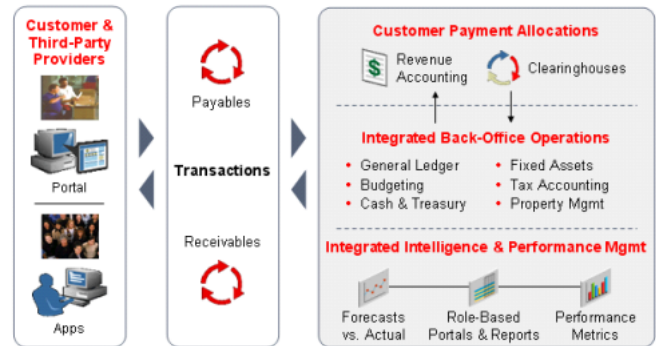 Customer &
Third-Party
Providers
Portal
Apps
Payables
Transactions
Receivables
Customer Payment Allocations
$
Revenue
Accounting
Clearinghouses
Integrated Back-Office Operations
• General Ledger
• Budgeting
• Cash & Treasury
• Fixed Assets
• Tax Accounting
• Property Mgmt
Integrated Intelligence & Performance Mgmt
Forecasts
vs. Actual
Role-Based
Portals & Reports
Performance
Metrics